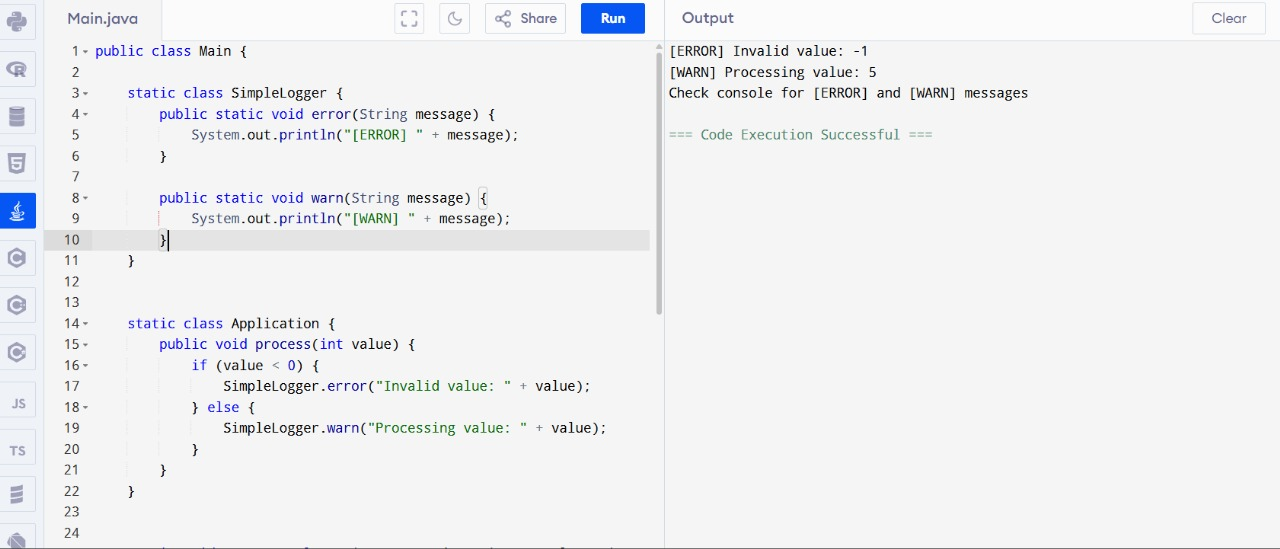 Main.java
Share
Run
Output
Clear
1 public class Main {
2
3 static class SimpleLogger {
4 public static void error(String message) {
5 System.out.println("[ERROR] " + message);
6 }
7
8 public static void warn(String message) {
9 System.out.println("[WARN] " + message);
10 }
11 }
12
13
14 static class Application {
15 public void process(int value) {
16 if (value < 0) {
17 SimpleLogger.error("Invalid value: " + value);
18 } else {
19 SimpleLogger.warn("Processing value: " + value);
20 }
21 }
22 }
23
24
[ERROR] Invalid value: -1
[WARN] Processing value: 5
Check console for [ERROR] and [WARN] messages
=== Code Execution Successful ===
R
5
C
C
C
JS
TS